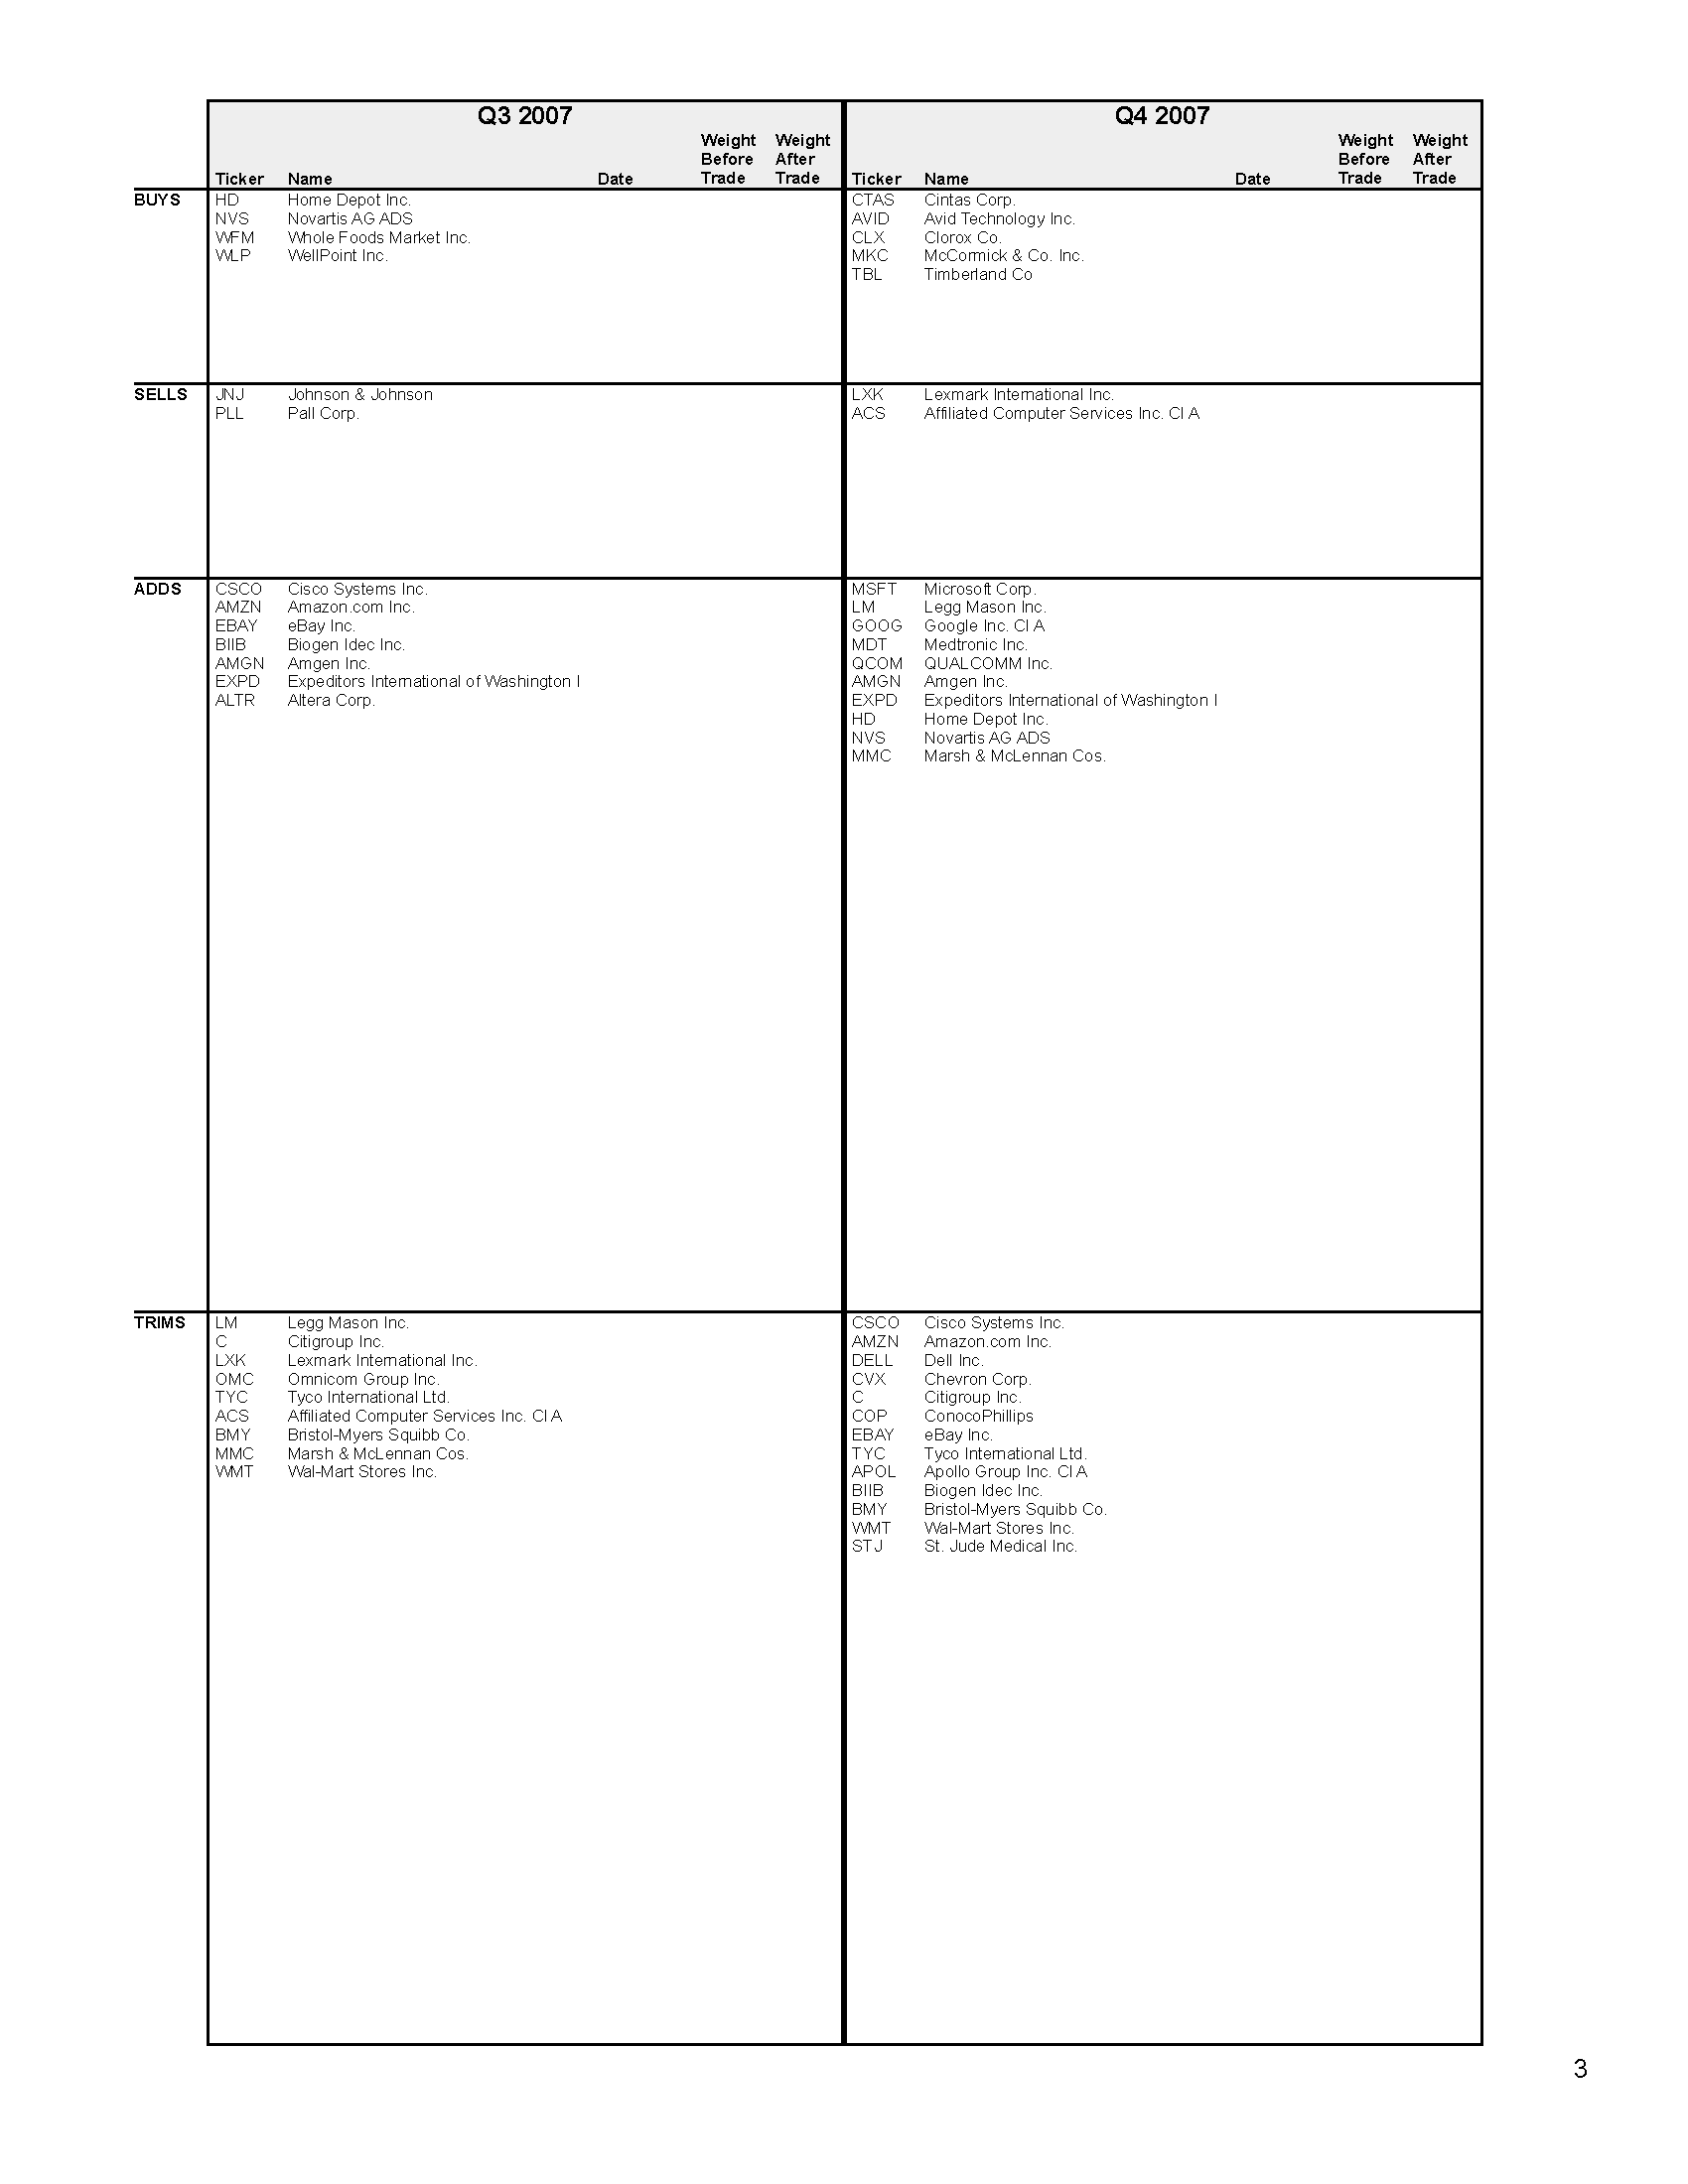 Q3 2007 Q4 2007
Weight Weight Weight Weight
Before After Before After
Ticker Name Date Trade Trade Ticker Name Date Trade Trade
BUYS HD Home Depot Inc. CTAS Cintas Corp.
NVS Novartis AG ADS AVID Avid Technology Inc.
WFM Whole Foods Market Inc. CLX Clorox Co.
WLP WellPoint Inc. MKC McCormick & Co. Inc.
TBL Timberland Co
SELLS JNJ Johnson & Johnson LXK Lexmark International Inc.
PLL Pall Corp. ACS Affiliated Computer Services Inc. Cl A
ADDS CSCO Cisco Systems Inc. MSFT Microsoft Corp.
AMZN Amazon.com Inc. LM Legg Mason Inc.
EBAY eBay Inc. GOOG Google Inc. Cl A
BIIB Biogen Idec Inc. MDT Medtronic Inc.
AMGN Amgen Inc. QCOM QUALCOMM Inc.
EXPD Expeditors International of Washington I AMGN Amgen Inc.
ALTR Altera Corp. EXPD Expeditors International of Washington I
HD Home Depot Inc.
NVS Novartis AG ADS
MMC Marsh & McLennan Cos.
TRIMS LM Legg Mason Inc. CSCO Cisco Systems Inc.
C Citigroup Inc. AMZN Amazon.com Inc.
LXK Lexmark International Inc. DELL Dell Inc.
OMC Omnicom Group Inc. CVX Chevron Corp.
TYC Tyco International Ltd. C Citigroup Inc.
ACS Affiliated Computer Services Inc. Cl A COP ConocoPhillips
BMY Bristol-Myers Squibb Co. EBAY eBay Inc.
MMC Marsh & McLennan Cos. TYC Tyco International Ltd.
WMT Wal-Mart Stores Inc. APOL Apollo Group Inc. Cl A
BIIB Biogen Idec Inc.
BMY Bristol-Myers Squibb Co.
WMT Wal-Mart Stores Inc.
STJ St. Jude Medical Inc.
3